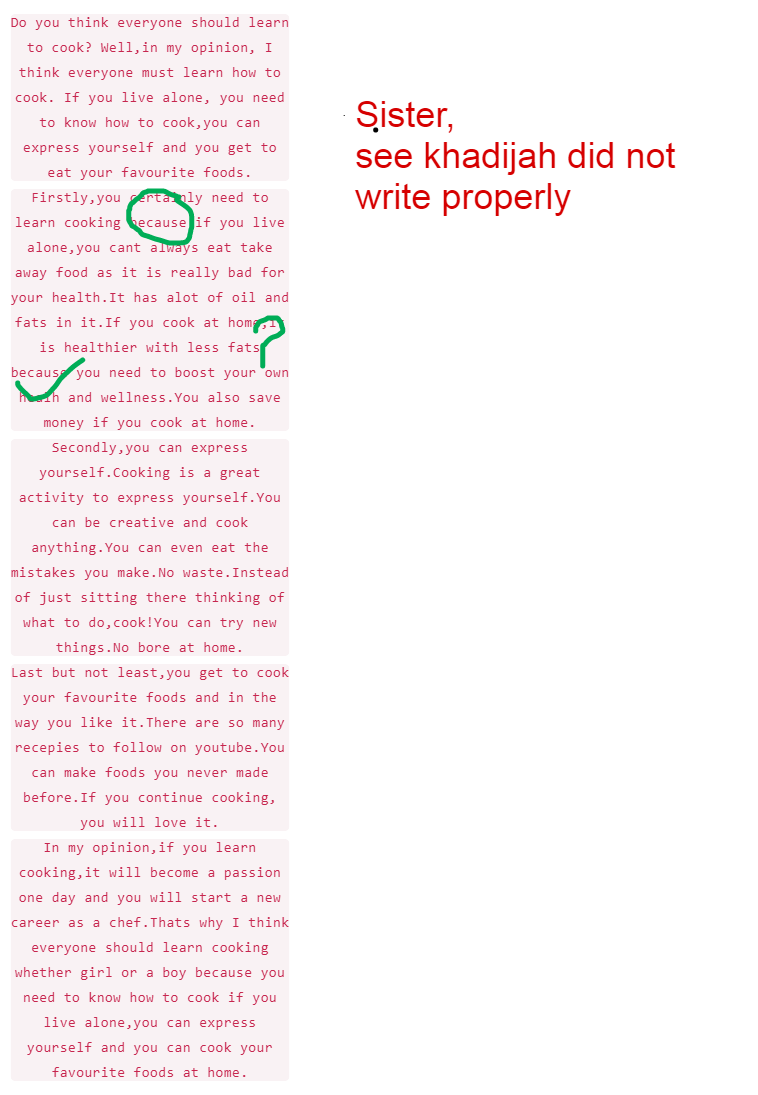 Do you think everyone should learn
to cook? Well,in my opinion, I
think everyone must learn how to
cook. If you live alone, you need
to know how to cook,you can
express yourself and you get to
eat your favourite foods.
Firstly,you certainly need to
learn cooking because if you live
alone,you cant always eat take
away food as it is really bad for
your health.It has alot of oil and
fats in it.If you cook at home,it
is healthier with less fats
because you need to boost your own
and wellness.You also save
money if you cook at home.
Secondly,you can express
yourself.Cooking is a great
activity to express yourself.You
can be creative and cook
anything.You can even eat the
mistakes you make.No waste.Instead
of just sitting there thinking of
what to do,cook!You can try new
things.No bore at home.
Last but not least,you get to cook
your favourite foods and in the
way you like it.There are so many
recepies to follow on youtube.You
can make foods you never made
before.If you continue cooking,
you will love it.
In my opinion,if you learn
cooking,it will become a passion
one day and you will start a new
career as a chef.Thats why I think
everyone should learn cooking
whether girl or a boy because you
need to know how to cook if you
live alone,you can express
yourself and you can cook your
favourite foods at home.
Sister,
see khadijah did not
write properly